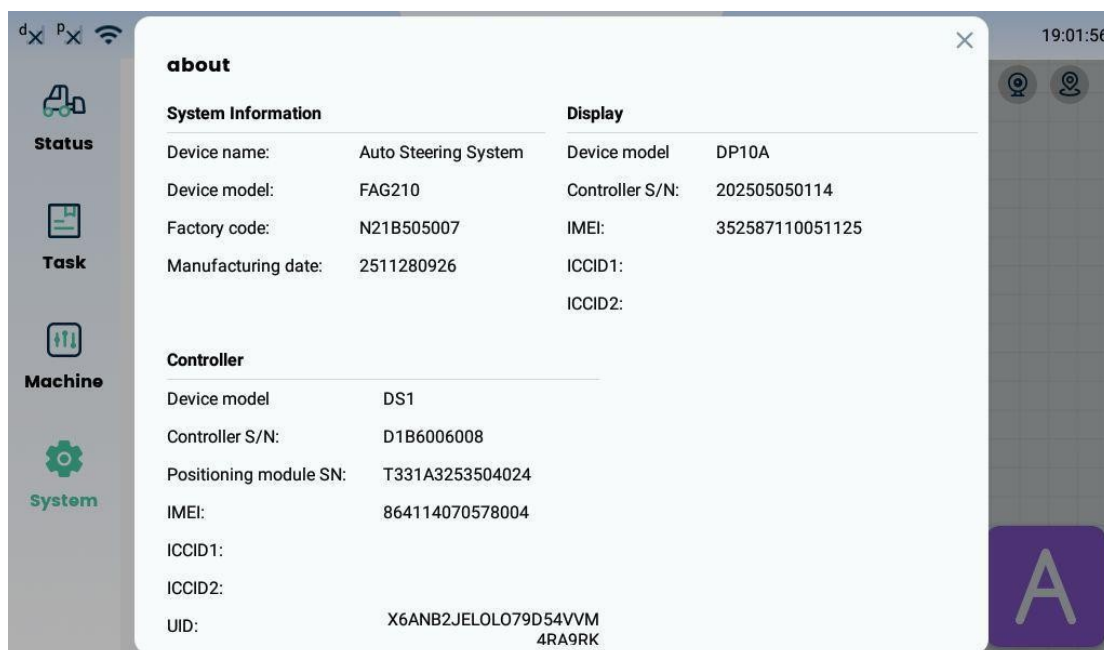 d
p
19:01:56
about
Status
Task
Machine
System
System Information
Device name: Auto Steering System
Device model: FAG210
Factory code: N21B505007
Manufacturing date: 2511280926
Display
Device model DP10A
Controller S/N: 202505050114
IMEI: 352587110051125
ICCID1:
ICCID2:
Controller
Device model DS1
Controller S/N: D1B6006008
Positioning module SN: T331A3253504024
IMEI: 864114070578004
ICCID1:
ICCID2:
UID: X6ANB2JELOLO79D54VVM
4RA9RK
A